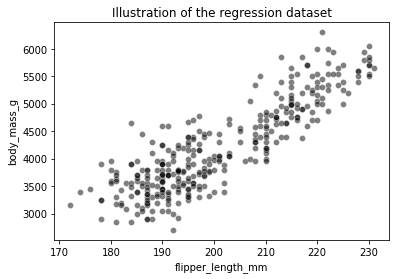 Illustration of the regression dataset
body_mass_g
6000
5500
5000
4500
4000
3500
3000
170 180 190 200 210 220 230
flipper_length_mm